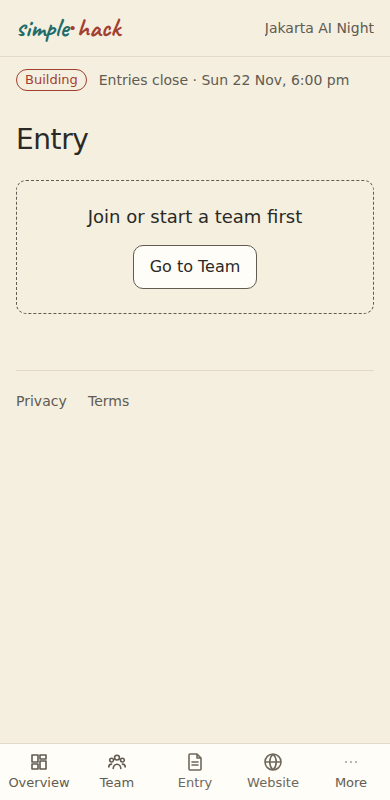 simple·hack
Jakarta AI Night
Building
Entries close · Sun 22 Nov, 6:00 pm
Entry
Join or start a team first
Go to Team
Privacy
Terms
Overview
Team
Entry
Website
More